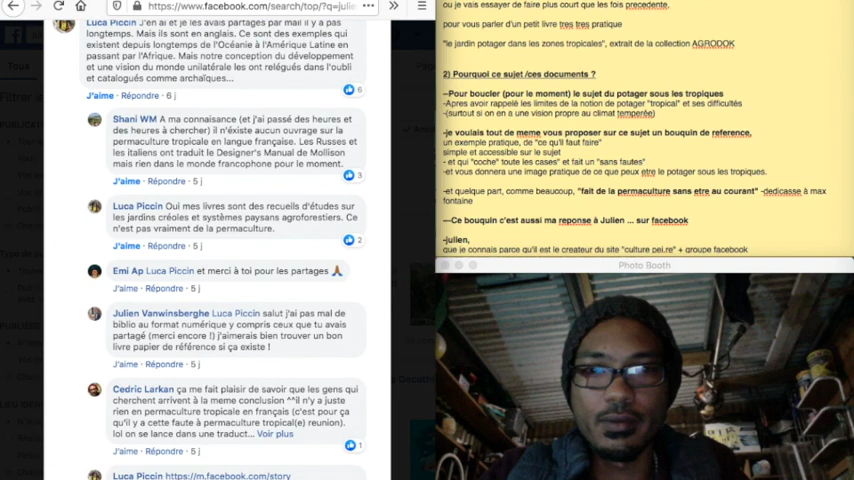 https://www.facebook.com/search/top/?q=julie
Luca Piccin J'en ai et je les avais partagés par mail il y a pas
longtemps. Mais ils sont en anglais. Ce sont des exemples qui
existent depuis longtemps de l'Océanie à l'Amérique Latine en
passant par l'Afrique. Mais notre conception du développement
et une vision du monde unilatérale les ont relégués dans l'oubli
et catalogués comme archaïques...
J'aime · Répondre · 6 j
6
Shani WM A ma connaissance (et j'ai passé des heures et
des heures à chercher) il n'éxiste aucun ouvrage sur la
permaculture tropicale en langue française. Les Russes et
les italiens ont traduit le Designer's Manual de Mollison
mais rien dans le monde francophone pour le moment.
3
J'aime · Répondre · 5 j
Luca Piccin Oui mes livres sont des recueils d'études sur
les jardins créoles et systèmes paysans agroforestiers. Ce
n'est pas vraiment de la permaculture.
2
J'aime · Répondre · 5 j
Emi Ap Luca Piccin et merci à toi pour les partages 🙏
J'aime · Répondre · 5 j
Julien Vanwinsberghe Luca Piccin salut j'ai pas mal de
biblio au format numérique y compris ceux que tu avais
partagé (merci encore !) j'aimerais bien trouver un bon
livre papier de référence si ça existe !
J'aime · Répondre · 5 j
Cedric Larkan ça me fait plaisir de savoir que les gens qui
cherchent arrivent à la meme conclusion ^^il n'y a juste
rien en permaculture tropicale en français (c'est pour ça
qu'il y a cette faute à permaculture tropical(e) reunion).
lol on se lance dans une traduct... Voir plus
1
J'aime · Répondre · 5 j
Luca Piccin https://m.facebook.com/story
ou je vais essayer de faire plus court que les fois precedente,
pour vous parler d'un petit livre tres tres pratique
"le jardin potager dans les zones tropicales", extrait de la collection AGRODOK
2) Pourquoi ce sujet /ces documents ?
--Pour boucler (pour le moment) le sujet du potager sous les tropiques
-Apres avoir rappelé les limites de la notion de potager "tropical" et ses difficultés
-(surtout si on en a une vision propre au climat temperée)
-je voulais tout de meme vous proposer sur ce sujet un bouquin de reference,
un exemple pratique, de "ce qu'il faut faire"
simple et accessible sur le sujet
- et qui "coche" toute les cases" et fait un "sans fautes"
-et vous donnera une image pratique de ce que peux etre le potager sous les tropiques.
-et quelque part, comme beaucoup, "fait de la permaculture sans etre au courant" -dedicasse à max
fontaine
---Ce bouquin c'est aussi ma reponse à Julien ... sur facebook
-julien,
que je connais parce qu'il est le createur du site "culture pei.re" + groupe facebook
Photo Booth